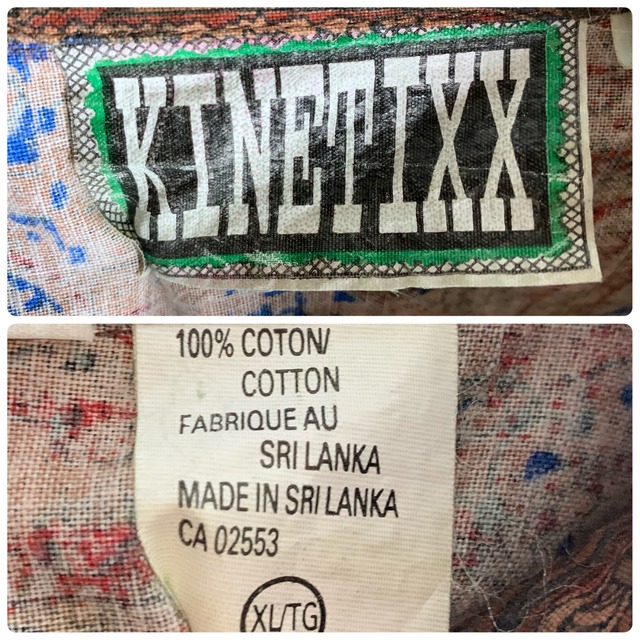 KINETIXX
100% COTON/
COTTON
FABRIQUE AU
SRI LANKA
MADE IN SRI LANKA
CA 02553
XL/TG